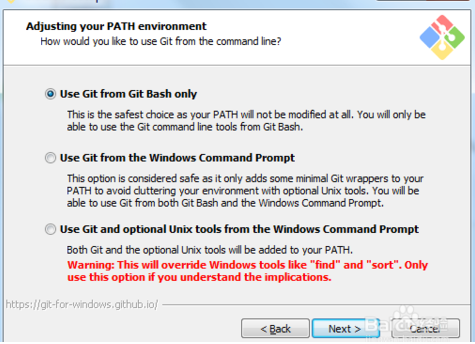 Adjusting your PATH environment
How would you like to use Git from the command line?
Use Git from Git Bash only
This is the safest choice as your PATH will not be modified at all. You will only be
able to use the Git command line tools from Git Bash.
Use Git from the Windows Command Prompt
This option is considered safe as it only adds some minimal Git wrappers to your
PATH to avoid cluttering your environment with optional Unix tools. You will be
able to use Git from both Git Bash and the Windows Command Prompt.
Use Git and optional Unix tools from the Windows Command Prompt
Both Git and the optional Unix tools will be added to your PATH.
Warning: This will override Windows tools like "find" and "sort". Only
use this option if you understand the implications.
https://git-for-windows.github.io/
< Back
Next >
Cancel